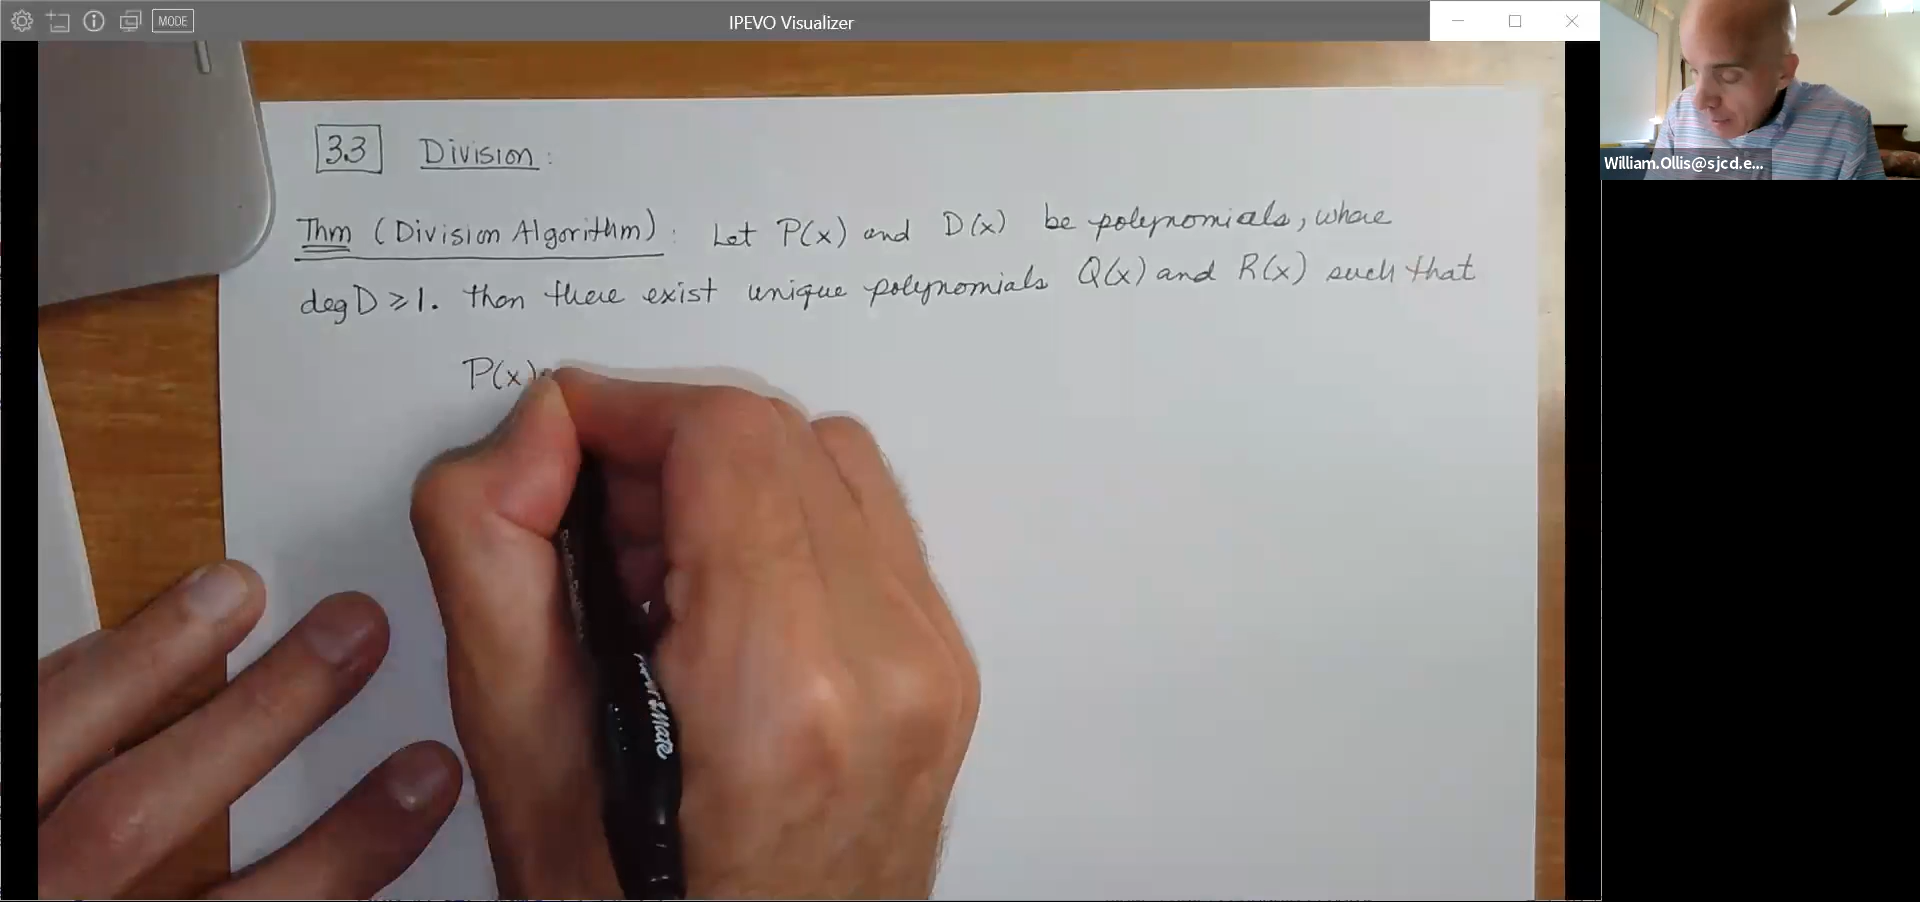 MODE
IPEVO Visualizer
William.Ollis@sjcd.e...
3.3 Division:
Thm (Division Algorithm): Let P(x) and D(x) be polynomials, where
deg D ≥ 1. Then there exist unique polynomials Q(x) and R(x) such that
P(x)